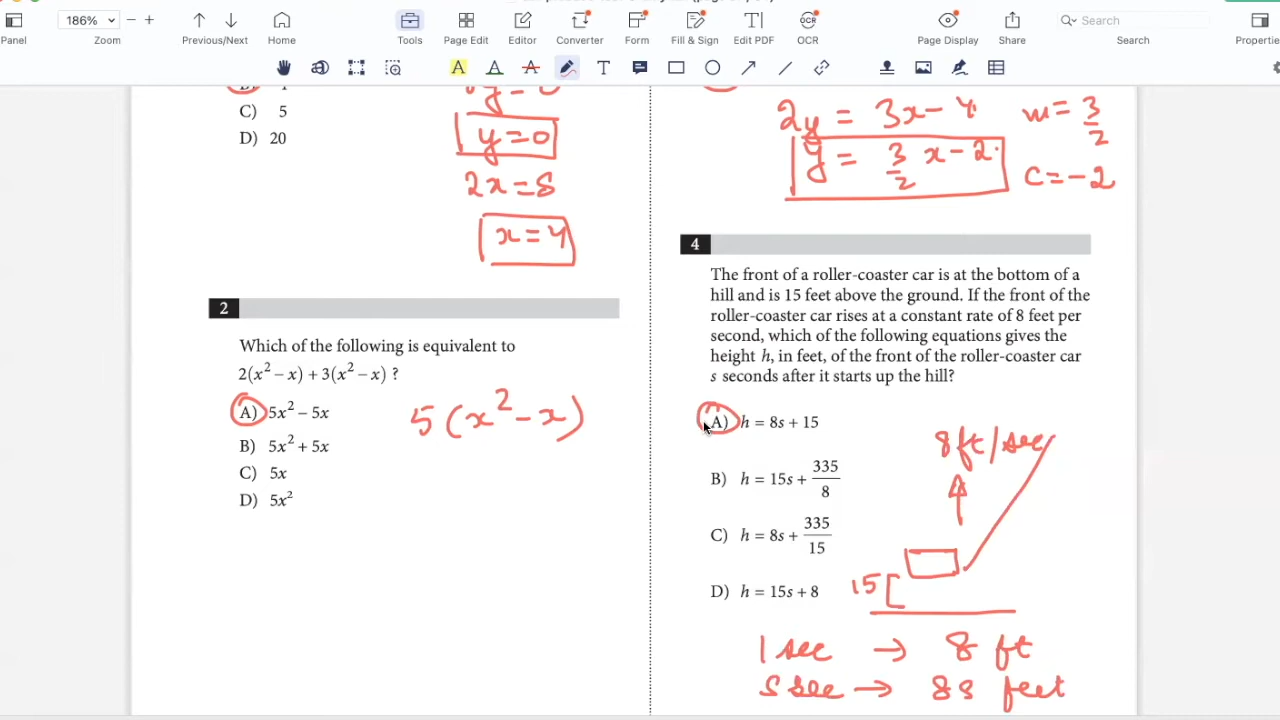 186%
Search
Panel
Zoom
Previous/Next
Home
Tools
Page Edit
Editor
Converter
Form
Fill & Sign
Edit PDF
OCR
Page Display
Share
Search
Propertie
C) 5
D) 20
y=0
2x=8
x=4
2
Which of the following is equivalent to
2(x² − x) + 3(x² − x) ?
A) 5x² − 5x
B) 5x² + 5x
C) 5x
D) 5x²
5(x²−x)
2y = 3x−4
m=3/2
y = 3/2 x−2
c=−2
4
The front of a roller-coaster car is at the bottom of a
hill and is 15 feet above the ground. If the front of the
roller-coaster car rises at a constant rate of 8 feet per
second, which of the following equations gives the
height h, in feet, of the front of the roller-coaster car
s seconds after it starts up the hill?
A) h = 8s + 15
B) h = 15s + 335/8
C) h = 8s + 335/15
D) h = 15s + 8
8ft/sec
15
1 sec → 8 ft
s sec → 8s feet